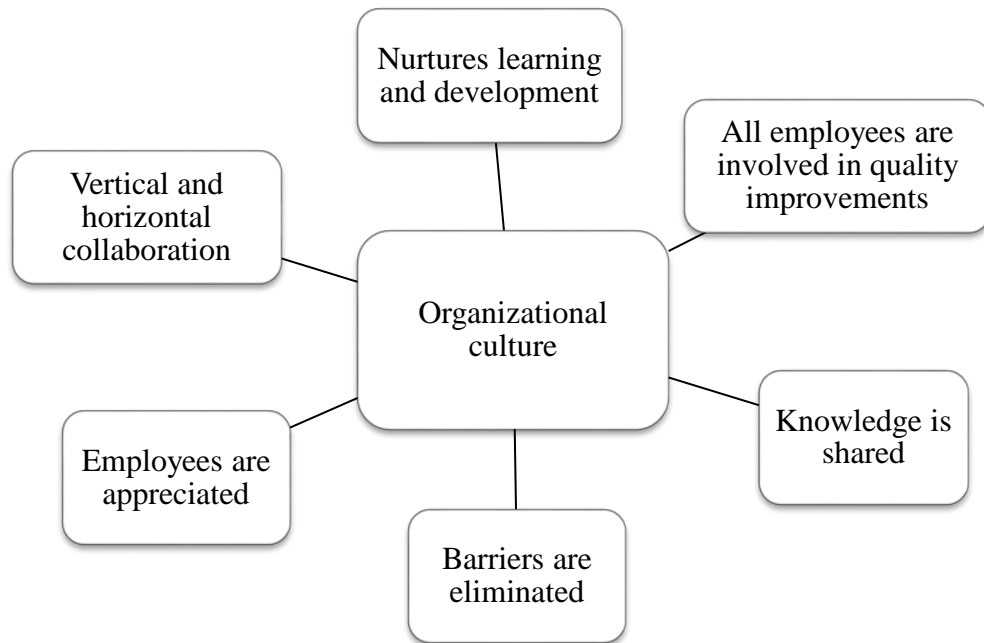 Nurtures learning
and development
All employees are
involved in quality
improvements
Vertical and
horizontal
collaboration
Organizational
culture
Knowledge is
shared
Employees are
appreciated
Barriers are
eliminated